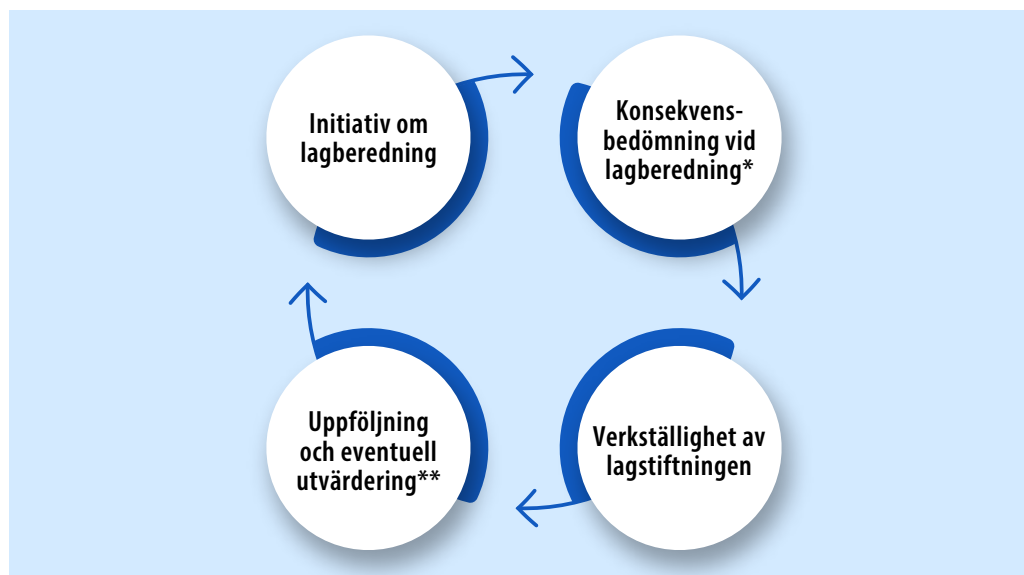 Initiativ om
lagberedning
Konsekvens-
bedömning vid
lagberedning*
Verkställighet av
lagstiftningen
Uppföljning
och eventuell
utvärdering**